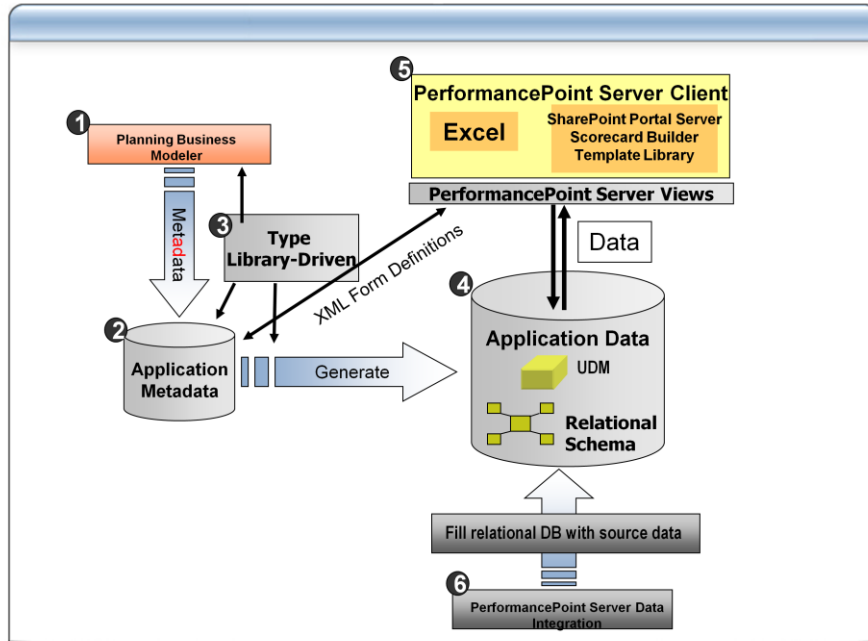 5
PerformancePoint Server Client
Excel
SharePoint Portal Server
Scorecard Builder
Template Library
PerformancePoint Server Views
1
Planning Business
Modeler
Metadata
3
Type
Library-Driven
XML Form Definitions
Data
2
Application
Metadata
Generate
4
Application Data
UDM
Relational
Schema
Fill relational DB with source data
6
PerformancePoint Server Data
Integration